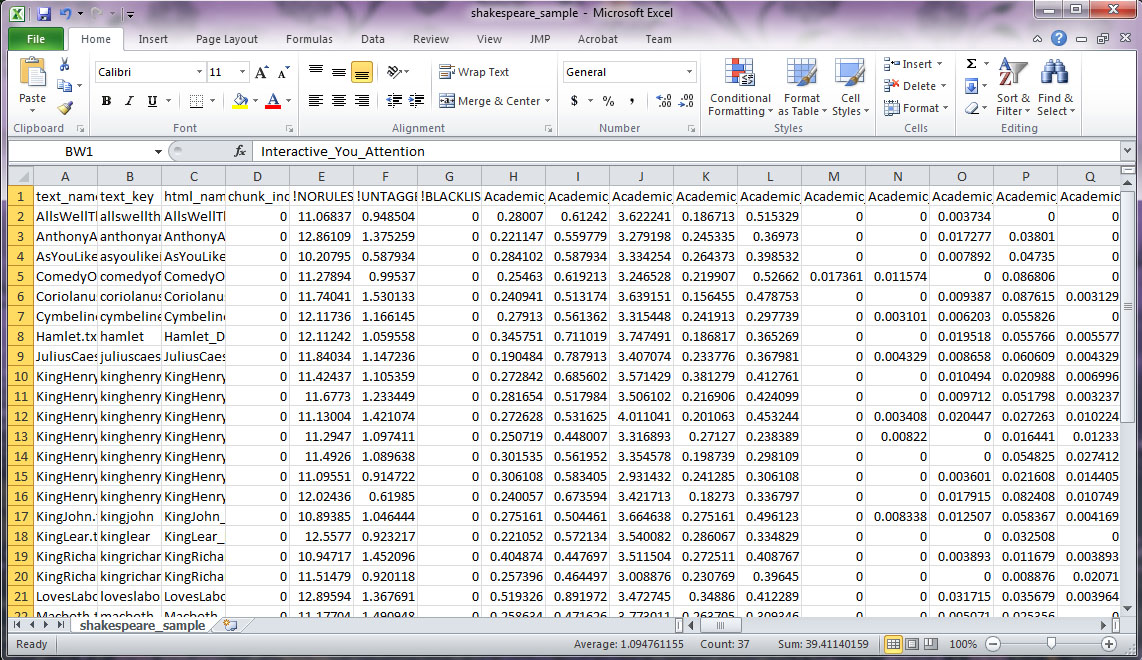 shakespeare_sample - Microsoft Excel
File Home Insert Page Layout Formulas Data Review View JMP Acrobat Team
Calibri 11 Wrap Text General Insert
Paste Conditional Format Cell Delete Sort & Find &
B I U Merge & Center $ % , Formatting as Table Styles Format Filter Select
Clipboard Font Alignment Number Styles Cells Editing
BW1 fx Interactive_You_Attention
A B C D E F G H I J K L M N O P Q
1 text_nam text_key html_nam chunk_ind !NORULES !UNTAGGE !BLACKLIS Academic Academic Academic Academic Academic Academic Academic Academic Academic Academic
2 AllsWellTl allswellth AllsWellTl 0 11.06837 0.948504 0 0.28007 0.61242 3.622241 0.186713 0.515329 0 0 0.003734 0 0
3 AnthonyA anthonyar AnthonyA 0 12.86109 1.375259 0 0.221147 0.559779 3.279198 0.245335 0.36973 0 0 0.017277 0.03801 0
4 AsYouLike asyoulikei AsYouLike 0 10.20795 0.587934 0 0.284102 0.587934 3.334254 0.264373 0.398532 0 0 0.007892 0.04735 0
5 ComedyO comedyof ComedyO 0 11.27894 0.99537 0 0.25463 0.619213 3.246528 0.219907 0.52662 0.017361 0.011574 0 0.086806 0
6 Coriolanus coriolanus Coriolanus 0 11.74041 1.530133 0 0.240941 0.513174 3.639151 0.156455 0.478753 0 0 0.009387 0.087615 0.003129
7 Cymbeline cymbeline Cymbeline 0 12.11736 1.166145 0 0.27913 0.561362 3.315448 0.241913 0.297739 0 0.003101 0.006203 0.055826 0
8 Hamlet.tx hamlet Hamlet_D 0 12.11242 1.059558 0 0.345751 0.711019 3.747491 0.186817 0.365269 0 0 0.019518 0.055766 0.005577
9 JuliusCaes juliuscaes JuliusCaes 0 11.84034 1.147236 0 0.190484 0.787913 3.407074 0.233776 0.367981 0 0.004329 0.008658 0.060609 0.004329
10 KingHenry kinghenry KingHenry 0 11.42437 1.105359 0 0.272842 0.685602 3.571429 0.381279 0.412761 0 0 0.010494 0.020988 0.006996
11 KingHenry kinghenry KingHenry 0 11.6773 1.233449 0 0.281654 0.517984 3.506102 0.216906 0.424099 0 0 0.009712 0.051798 0.003237
12 KingHenry kinghenry KingHenry 0 11.13004 1.421074 0 0.272628 0.531625 4.011041 0.201063 0.453244 0 0.003408 0.020447 0.027263 0.010224
13 KingHenry kinghenry KingHenry 0 11.2947 1.097411 0 0.250719 0.448007 3.316893 0.27127 0.238389 0 0.00822 0 0.016441 0.01233
14 KingHenry kinghenry KingHenry 0 11.4926 1.089638 0 0.301535 0.561952 3.354578 0.198739 0.298109 0 0 0 0.054825 0.027412
15 KingHenry kinghenry KingHenry 0 11.09551 0.914722 0 0.306108 0.583405 2.931432 0.241285 0.306108 0 0 0.003601 0.021608 0.014405
16 KingHenry kinghenry KingHenry 0 12.02436 0.61985 0 0.240057 0.673594 3.421713 0.18273 0.336797 0 0 0.017915 0.082408 0.010749
17 KingJohn. kingjohn KingJohn_ 0 10.89385 1.046444 0 0.275161 0.504461 3.664638 0.275161 0.496123 0 0.008338 0.012507 0.058367 0.004169
18 KingLear.t kinglear KingLear_ 0 12.5577 0.923217 0 0.221052 0.572134 3.540082 0.286067 0.334829 0 0 0 0.032508 0
19 KingRicha kingrichar KingRicha 0 10.94717 1.452096 0 0.404874 0.447697 3.511504 0.272511 0.408767 0 0 0.003893 0.011679 0.003893
20 KingRicha kingrichar KingRicha 0 11.51479 0.920118 0 0.257396 0.464497 3.008876 0.230769 0.39645 0 0 0 0.008876 0.02071
21 LovesLabo loveslabo LovesLabo 0 12.89594 1.367691 0 0.519326 0.891972 3.472745 0.34886 0.412289 0 0 0.031715 0.035679 0.003964
22 Macbeth.t macbeth Macbeth 0 11.17704 1.490948 0 0.258634 0.471626 3.773011 0.263705 0.309346 0 0 0.005071 0.025356 0
shakespeare_sample
Ready Average: 1.094761155 Count: 37 Sum: 39.41140159 100%